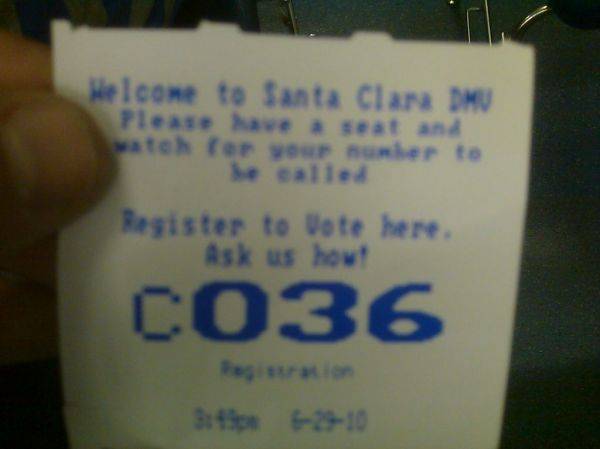 Welcome to Santa Clara DMV
Please have a seat and
watch for your number to
be called
Register to Vote here.
Ask us how!
C036
Registration
3:49pm 6-29-10